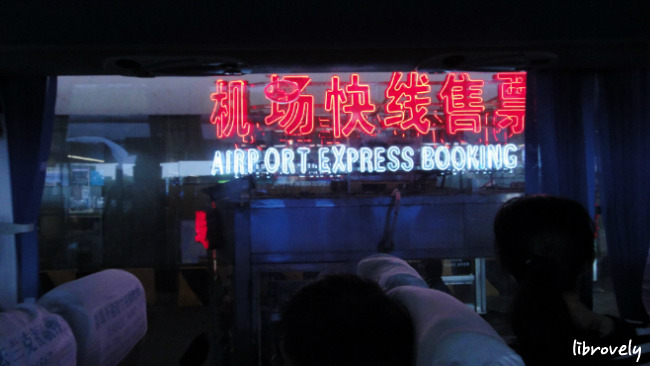 机场快线售票
AIRPORT EXPRESS BOOKING
librovely